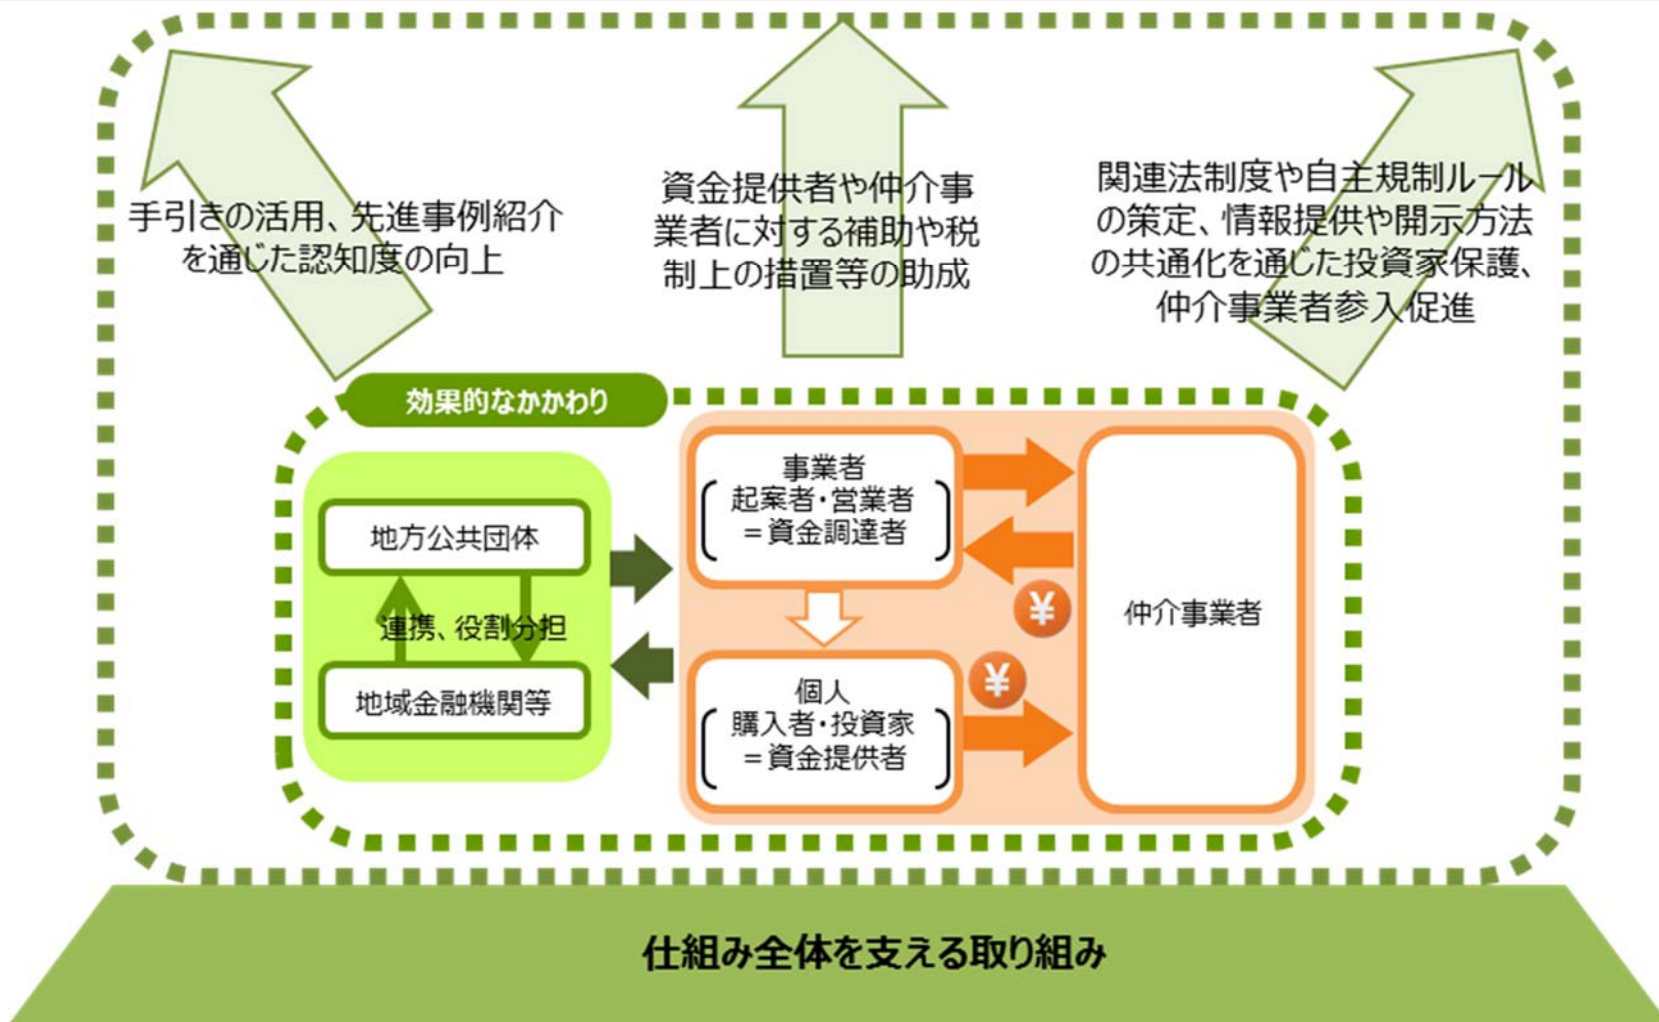 手引きの活用、先進事例紹介
を通じた認知度の向上
資金提供者や仲介事
業者に対する補助や税
制上の措置等の助成
関連法制度や自主規制ルール
の策定、情報提供や開示方法
の共通化を通じた投資家保護、
仲介事業者参入促進
効果的なかかわり
地方公共団体
連携、役割分担
地域金融機関等
事業者
起案者・営業者
＝資金調達者
¥
¥
個人
購入者・投資家
＝資金提供者
仲介事業者
仕組み全体を支える取り組み